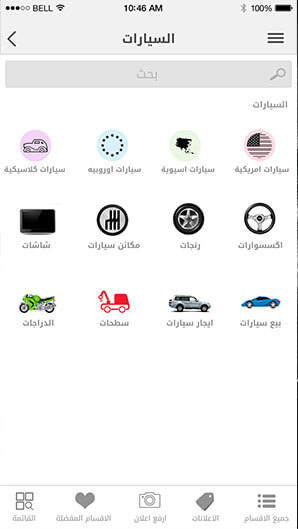 BELL 10:46 AM 100%
السيارات
بحث
السيارات
سيارات امريكية سيارات اسيوية سيارات اوروبيه سيارات كلاسيكية
اكسسوارات رنجات مكائن سيارات شاشات
بيع سيارات ايجار سيارات سطحات الدراجات
جميع الاقسام الاعلانات ارفع اعلان الاقسام المفضلة القائمة